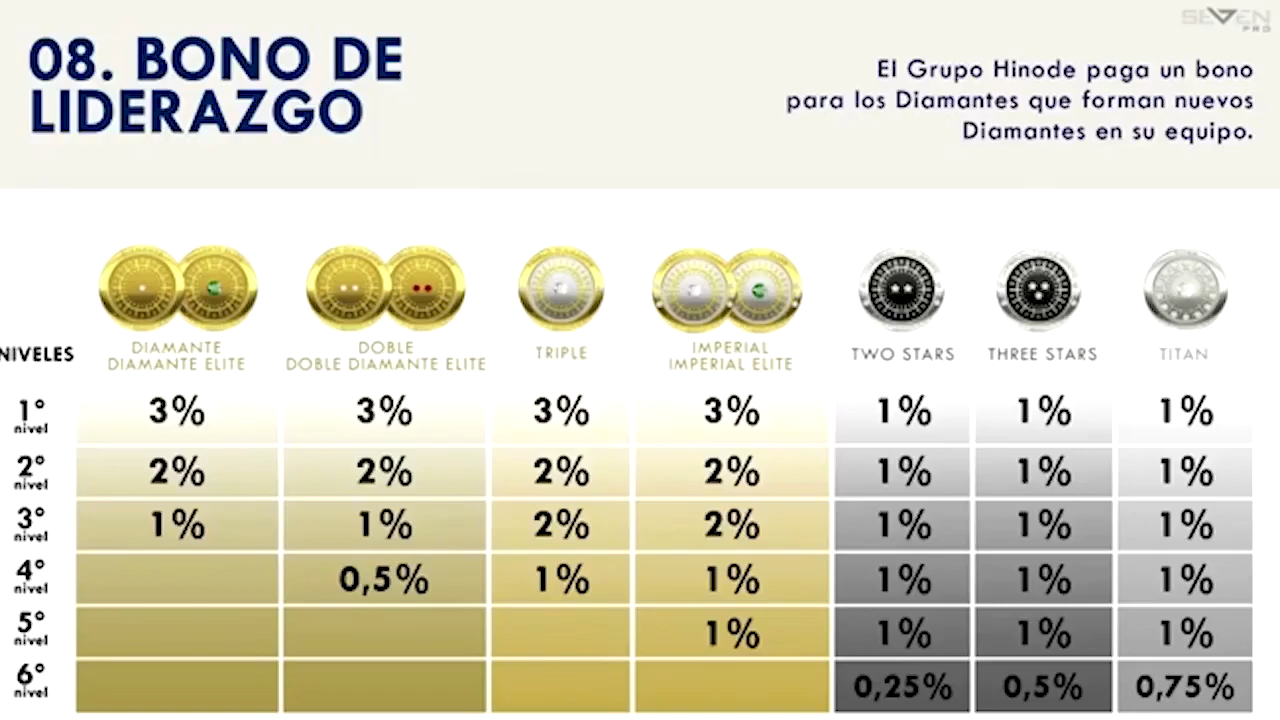 SEVEN
PRO
08. BONO DE
LIDERAZGO
El Grupo Hinode paga un bono
para los Diamantes que forman nuevos
Diamantes en su equipo.
NIVELES
DIAMANTE
DIAMANTE ELITE
DOBLE
DOBLE DIAMANTE ELITE
TRIPLE
IMPERIAL
IMPERIAL ELITE
TWO STARS
THREE STARS
TITAN
1° nivel 3% 3% 3% 3% 1% 1% 1%
2° nivel 2% 2% 2% 2% 1% 1% 1%
3° nivel 1% 1% 2% 2% 1% 1% 1%
4° nivel 0,5% 1% 1% 1% 1% 1%
5° nivel 1% 1% 1% 1%
6° nivel 0,25% 0,5% 0,75%